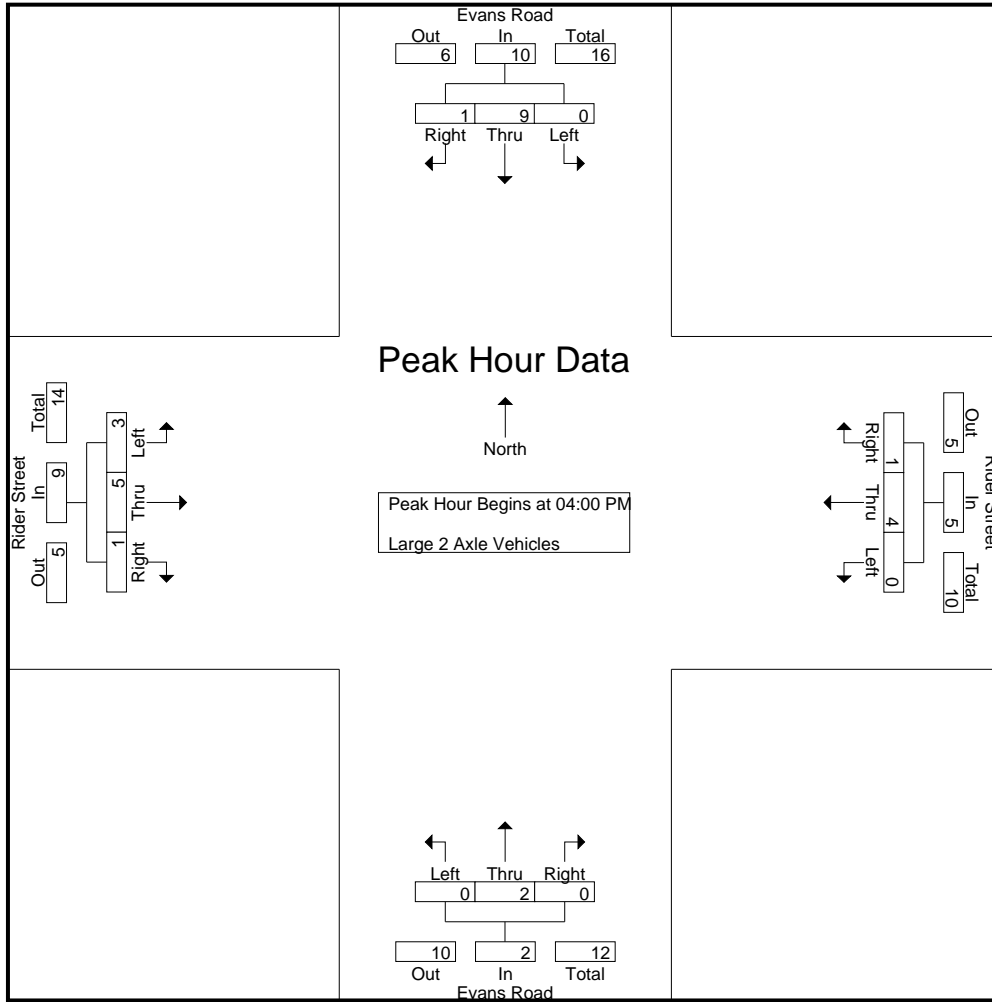 Evans Road
Out In Total
6 10 16
1 9 0
Right Thru Left
Peak Hour Data
North
Peak Hour Begins at 04:00 PM
Large 2 Axle Vehicles
Rider Street
Total In Out
14 9 5
3 5 1
Left Thru Right
Right Thru Left
1 4 0
Out In Total
5 5 10
Rider Street
Left Thru Right
0 2 0
10 2 12
Out In Total
Evans Road